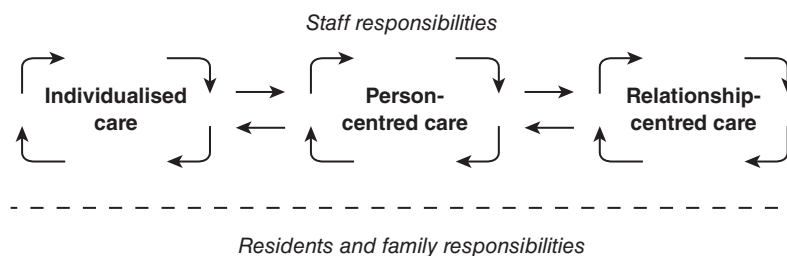 Staff responsibilities
Individualised
care
Person-
centred care
Relationship-
centred care
Residents and family responsibilities